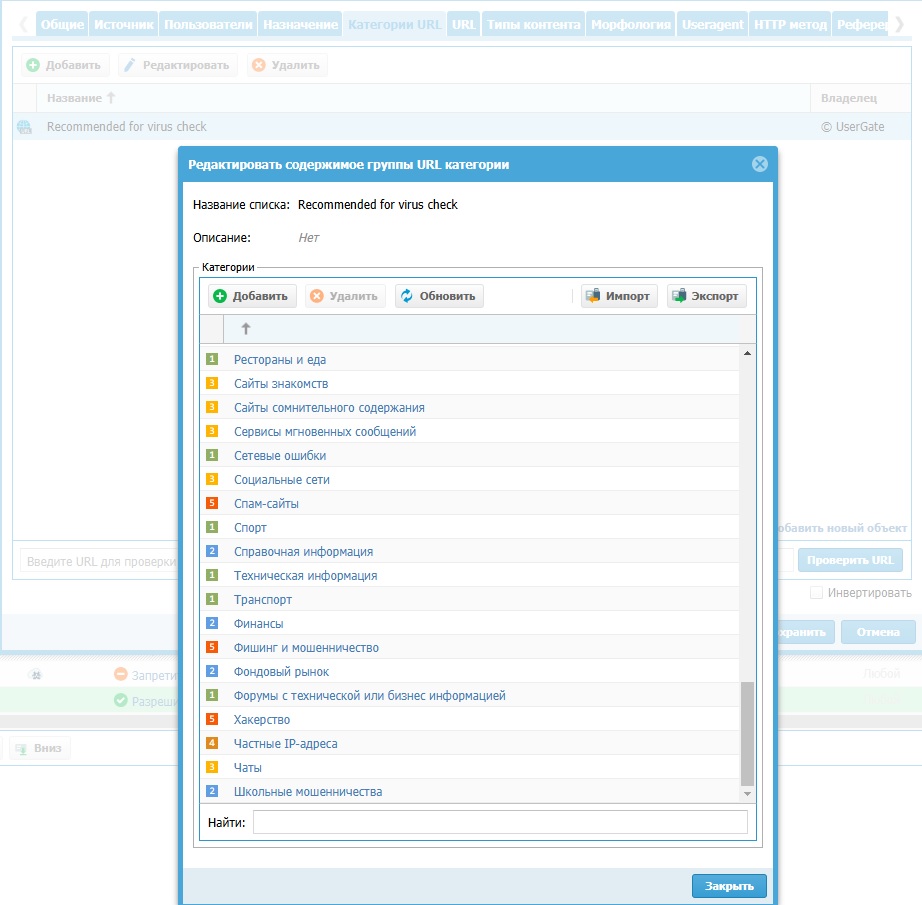 Общие Источник Пользователи Назначение Категории URL URL Типы контента Морфология Useragent HTTP метод
Добавить Редактировать Удалить
Название Владелец
Recommended for virus check © UserGate
Редактировать содержимое группы URL категории
Название списка: Recommended for virus check
Описание: Нет
Категории
Добавить Удалить Обновить Импорт Экспорт
1 Рестораны и еда
3 Сайты знакомств
3 Сайты сомнительного содержания
3 Сервисы мгновенных сообщений
1 Сетевые ошибки
3 Социальные сети
5 Спам-сайты
1 Спорт
2 Справочная информация
1 Техническая информация
1 Транспорт
2 Финансы
5 Фишинг и мошенничество
2 Фондовый рынок
1 Форумы с технической или бизнес информацией
5 Хакерство
4 Частные IP-адреса
3 Чаты
2 Школьные мошенничества
Найти:
Закрыть
обавить новый объект
Введите URL для проверки Проверить URL
Инвертировать
хранить Отмена
Запрети Любой
Разреши
Вниз